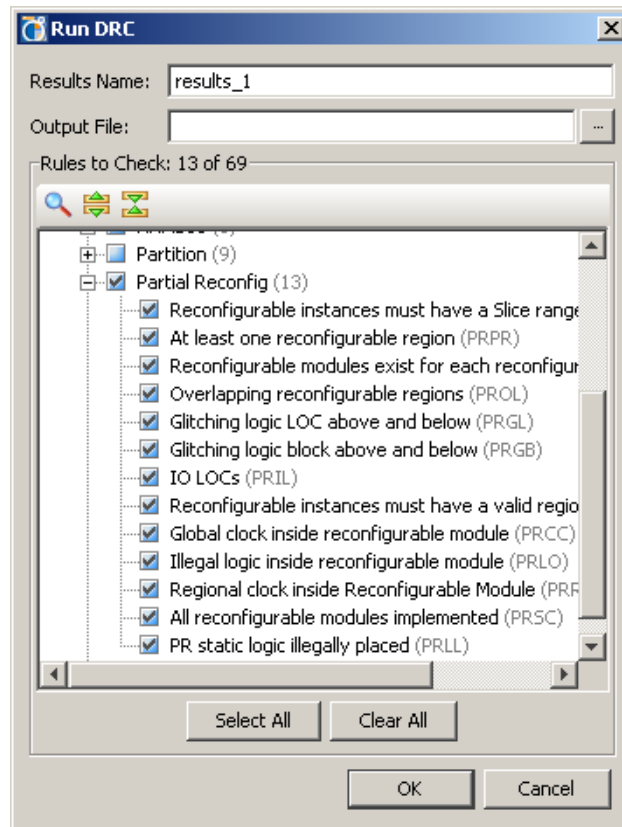 Run DRC
Results Name: results_1
Output File: ...
Rules to Check: 13 of 69
Partition (9)
Partial Reconfig (13)
Reconfigurable instances must have a Slice range
At least one reconfigurable region (PRPR)
Reconfigurable modules exist for each reconfigur
Overlapping reconfigurable regions (PROL)
Glitching logic LOC above and below (PRGL)
Glitching logic block above and below (PRGB)
IO LOCs (PRIL)
Reconfigurable instances must have a valid regio
Global clock inside reconfigurable module (PRCC)
Illegal logic inside reconfigurable module (PRLO)
Regional clock inside Reconfigurable Module (PRR
All reconfigurable modules implemented (PRSC)
PR static logic illegally placed (PRLL)
Select All Clear All
OK Cancel